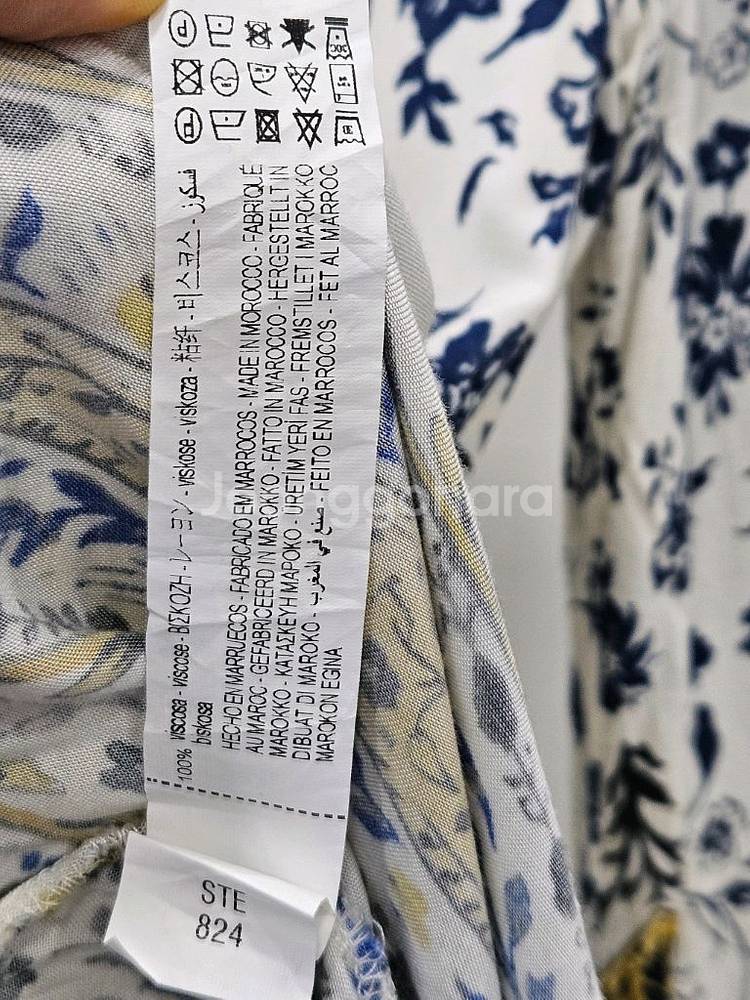 100% viscosa - viscose - ΒΙΣΚΟΖΗ - レーヨン - viskose - viskoza - 粘纤 - 비스코스 - فسكوز
biskosa
HECHO EN MARRUECOS - FABRICADO EM MARROCOS - MADE IN MOROCCO - FABRIQUÉ
AU MAROC - GEFABRICEERD IN MAROKKO - FATTO IN MAROCCO - HERGESTELLT IN
MAROKKO - ΚΑΤΑΣΚΕΥΗ ΜΑΡΟΚΟ - ÜRETİM YERİ FAS - FREMSTILLET I MAROKKO
DIBUAT DI MAROKO - صنع في المغرب - FEITO EN MARROCOS - FET AL MARROC
MAROKON EGINA
STE
824